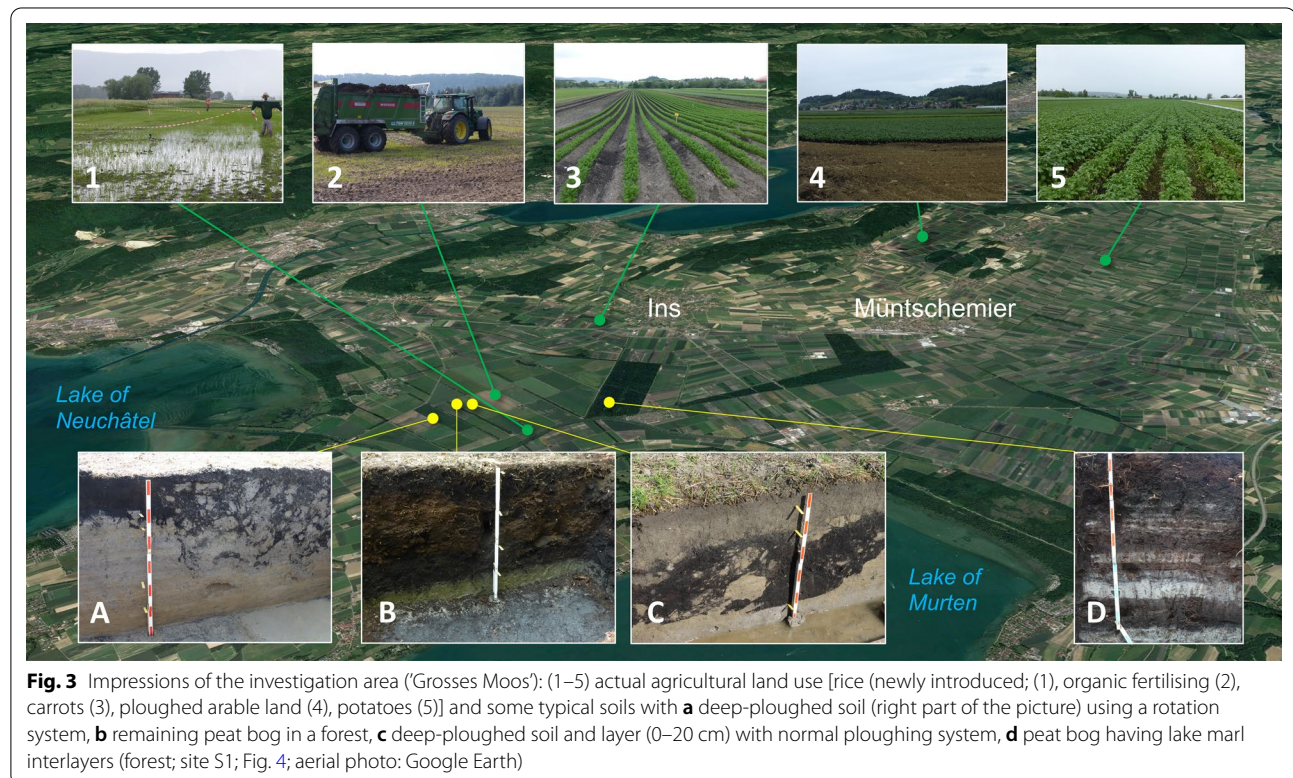 1
2
3
4
5
Ins
Müntschemier
Lake of
Neuchâtel
Lake of
Murten
A
B
C
D
Fig. 3 Impressions of the investigation area ('Grosses Moos'): (1–5) actual agricultural land use [rice (newly introduced; (1), organic fertilising (2),
carrots (3), ploughed arable land (4), potatoes (5)] and some typical soils with a deep-ploughed soil (right part of the picture) using a rotation
system, b remaining peat bog in a forest, c deep-ploughed soil and layer (0–20 cm) with normal ploughing system, d peat bog having lake marl
interlayers (forest; site S1; Fig. 4; aerial photo: Google Earth)